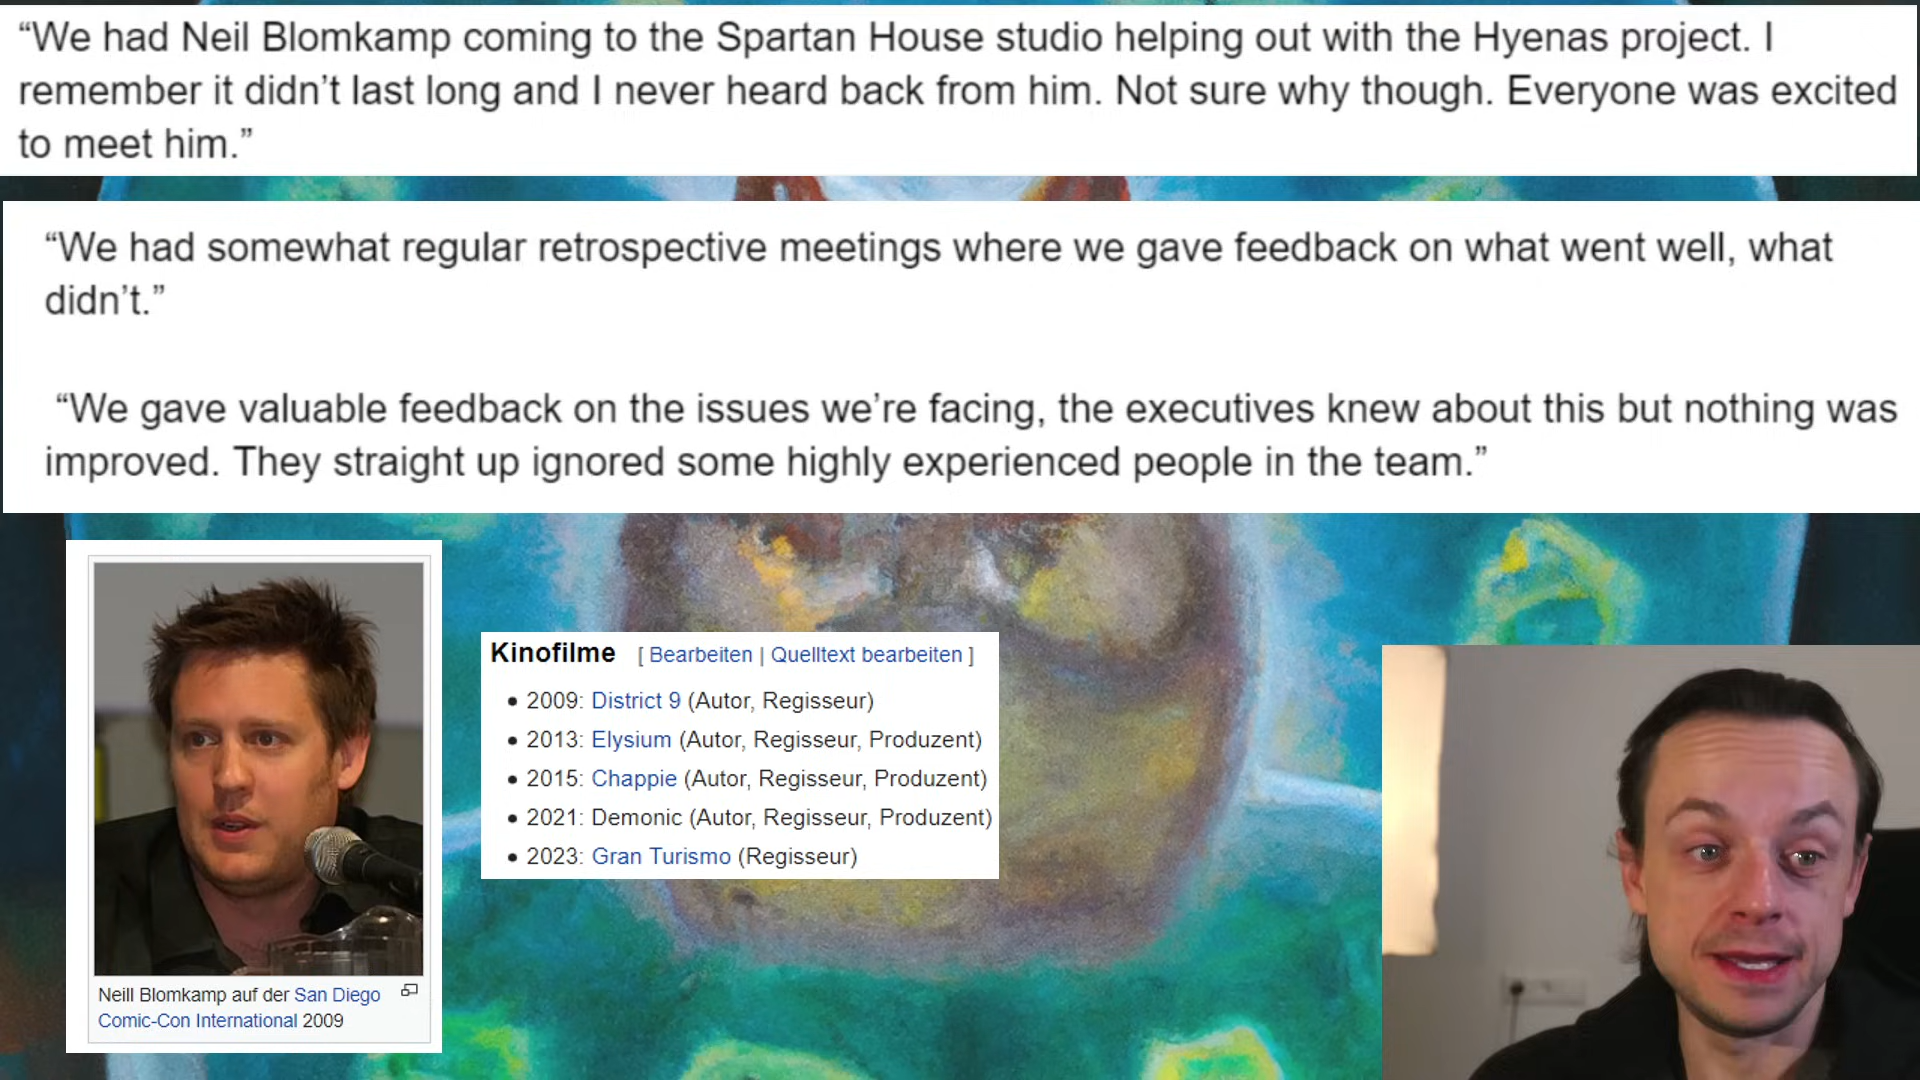 “We had Neil Blomkamp coming to the Spartan House studio helping out with the Hyenas project. I
remember it didn’t last long and I never heard back from him. Not sure why though. Everyone was excited
to meet him.”
“We had somewhat regular retrospective meetings where we gave feedback on what went well, what
didn’t.”
“We gave valuable feedback on the issues we’re facing, the executives knew about this but nothing was
improved. They straight up ignored some highly experienced people in the team.”
Neill Blomkamp auf der San Diego
Comic-Con International 2009
Kinofilme [ Bearbeiten | Quelltext bearbeiten ]
• 2009: District 9 (Autor, Regisseur)
• 2013: Elysium (Autor, Regisseur, Produzent)
• 2015: Chappie (Autor, Regisseur, Produzent)
• 2021: Demonic (Autor, Regisseur, Produzent)
• 2023: Gran Turismo (Regisseur)